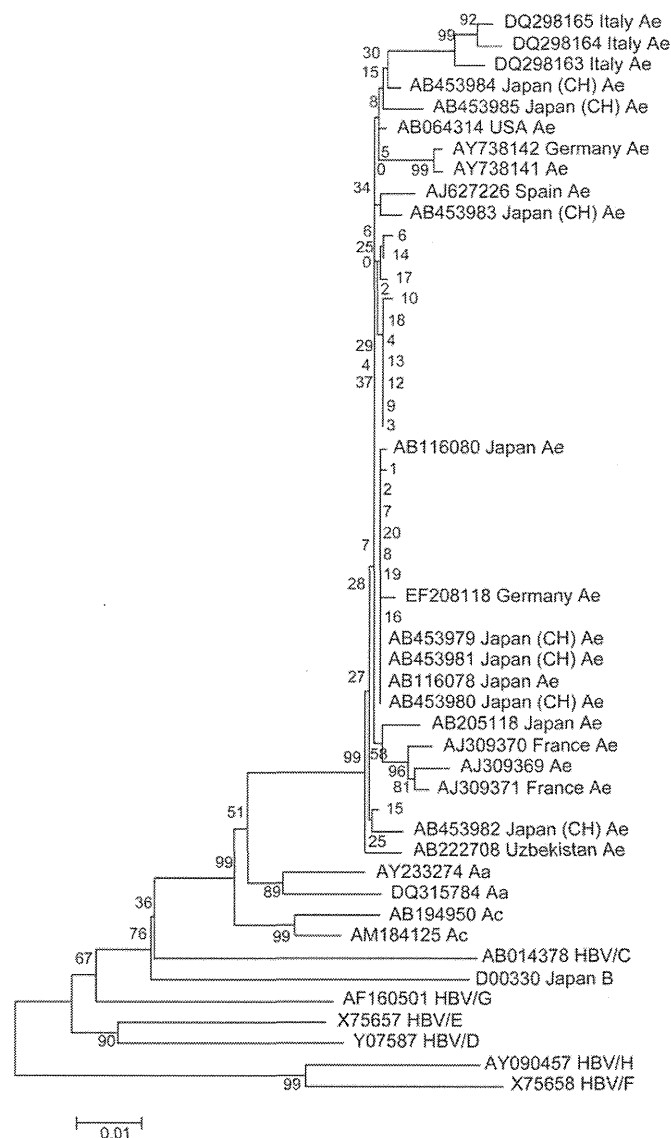 92
DQ298165 Italy Ae
99
DQ298164 Italy Ae
30
DQ298163 Italy Ae
15
AB453984 Japan (CH) Ae
8
AB453985 Japan (CH) Ae
AB064314 USA Ae
5
AY738142 Germany Ae
0
99
AY738141 Ae
34
AJ627226 Spain Ae
AB453983 Japan (CH) Ae
6
6
25
14
0
17
2
10
18
29
4
4
13
37
12
9
3
AB116080 Japan Ae
1
2
7
20
7
8
19
28
EF208118 Germany Ae
16
AB453979 Japan (CH) Ae
AB453981 Japan (CH) Ae
27
AB116078 Japan Ae
AB453980 Japan (CH) Ae
AB205118 Japan Ae
58
AJ309370 France Ae
99
96
AJ309369 Ae
81
AJ309371 France Ae
15
51
AB453982 Japan (CH) Ae
25
AB222708 Uzbekistan Ae
99
AY233274 Aa
89
DQ315784 Aa
36
AB194950 Ac
76
99
AM184125 Ac
AB014378 HBV/C
67
D00330 Japan B
AF160501 HBV/G
X75657 HBV/E
90
Y07587 HBV/D
AY090457 HBV/H
99
X75658 HBV/F
0.01